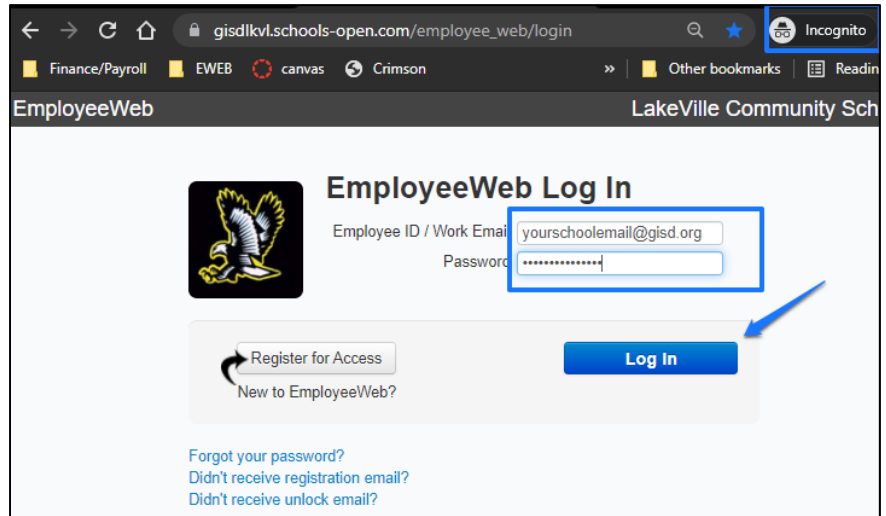 gisdlkvl.schools-open.com/employee_web/login Incognito
Finance/Payroll EWEB canvas Crimson » Other bookmarks Readin
EmployeeWeb LakeVille Community Sch
EmployeeWeb Log In
Employee ID / Work Emai yourschoolemail@gisd.org
Password •••••••••••••••
Register for Access Log In
New to EmployeeWeb?
Forgot your password?
Didn't receive registration email?
Didn't receive unlock email?